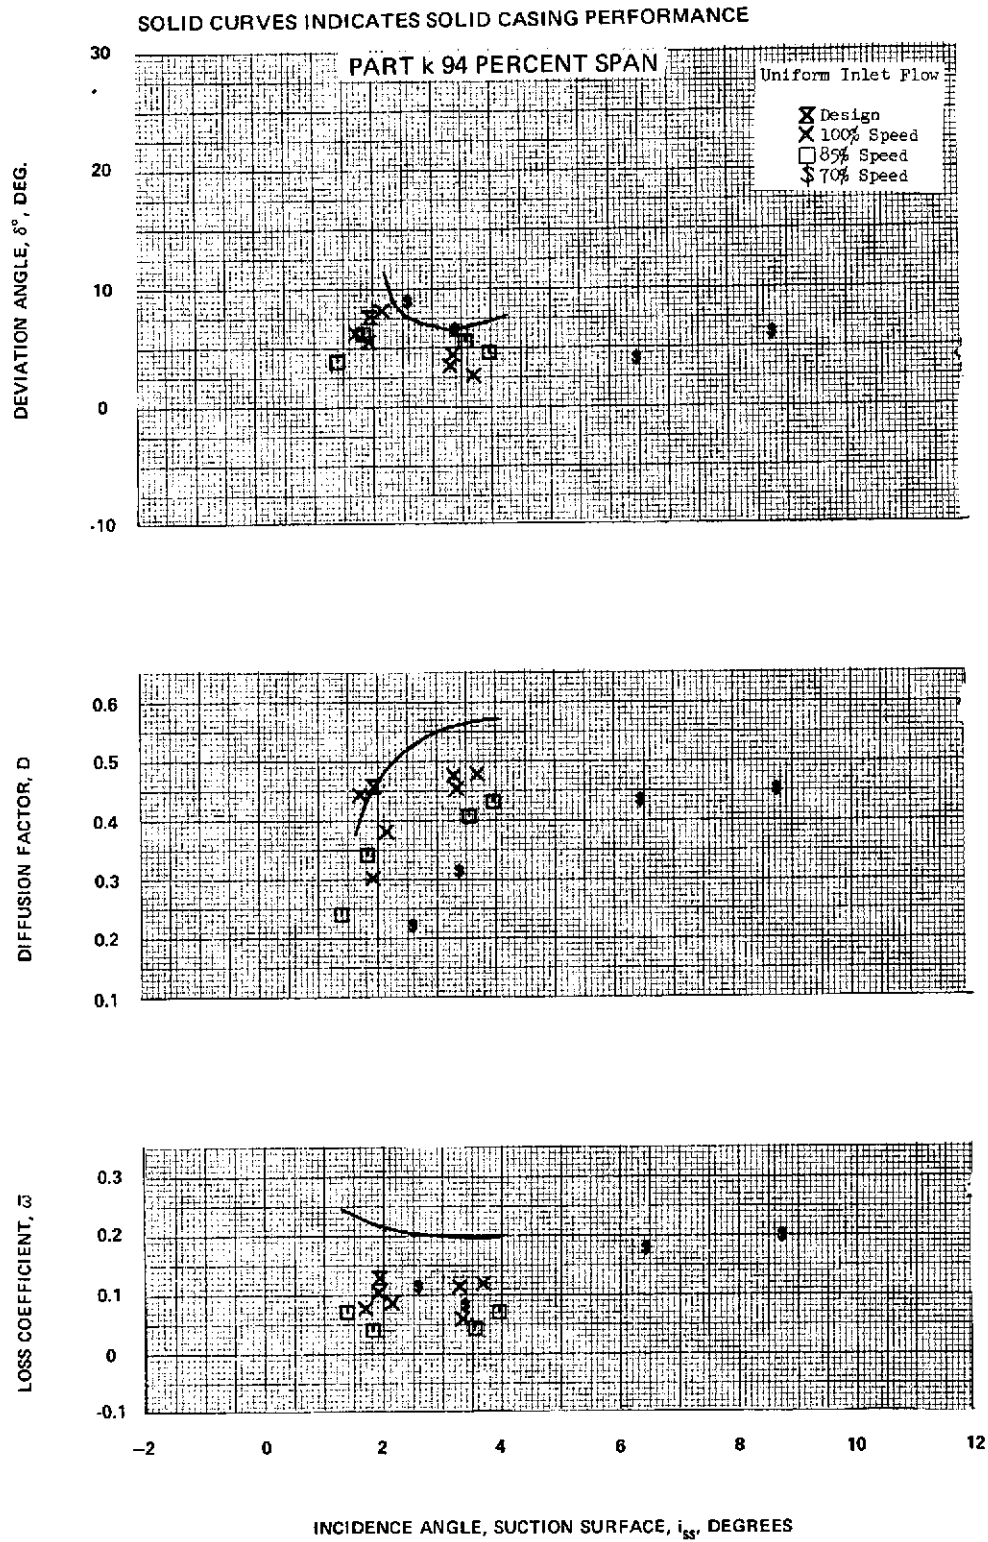 SOLID CURVES INDICATES SOLID CASING PERFORMANCE
PART k 94 PERCENT SPAN
Uniform Inlet Flow
Design
100% Speed
85% Speed
$ 70% Speed
DEVIATION ANGLE, δ°, DEG.
30
20
10
0
-10
DIFFUSION FACTOR, D
0.6
0.5
0.4
0.3
0.2
0.1
LOSS COEFFICIENT, ω̄
0.3
0.2
0.1
0
-0.1
-2 0 2 4 6 8 10 12
INCIDENCE ANGLE, SUCTION SURFACE, iss, DEGREES